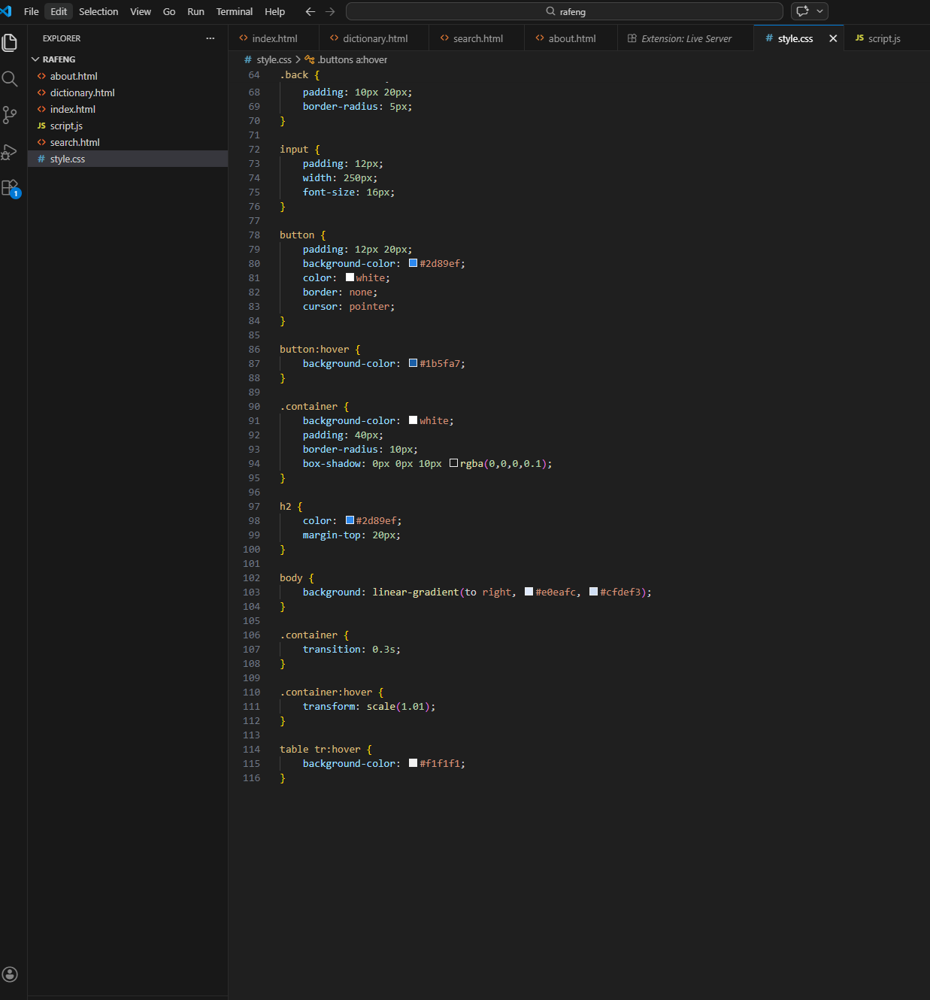 File Edit Selection View Go Run Terminal Help
rafeng
EXPLORER
RAFENG
about.html
dictionary.html
index.html
JS script.js
search.html
# style.css
1
index.html
dictionary.html
search.html
about.html
Extension: Live Server
# style.css
JS script.js
# style.css > .buttons a:hover
64 .back {
68 padding: 10px 20px;
69 border-radius: 5px;
70 }
71
72 input {
73 padding: 12px;
74 width: 250px;
75 font-size: 16px;
76 }
77
78 button {
79 padding: 12px 20px;
80 background-color: #2d89ef;
81 color: white;
82 border: none;
83 cursor: pointer;
84 }
85
86 button:hover {
87 background-color: #1b5fa7;
88 }
89
90 .container {
91 background-color: white;
92 padding: 40px;
93 border-radius: 10px;
94 box-shadow: 0px 0px 10px rgba(0,0,0,0.1);
95 }
96
97 h2 {
98 color: #2d89ef;
99 margin-top: 20px;
100 }
101
102 body {
103 background: linear-gradient(to right, #e0eafc, #cfdef3);
104 }
105
106 .container {
107 transition: 0.3s;
108 }
109
110 .container:hover {
111 transform: scale(1.01);
112 }
113
114 table tr:hover {
115 background-color: #f1f1f1;
116 }